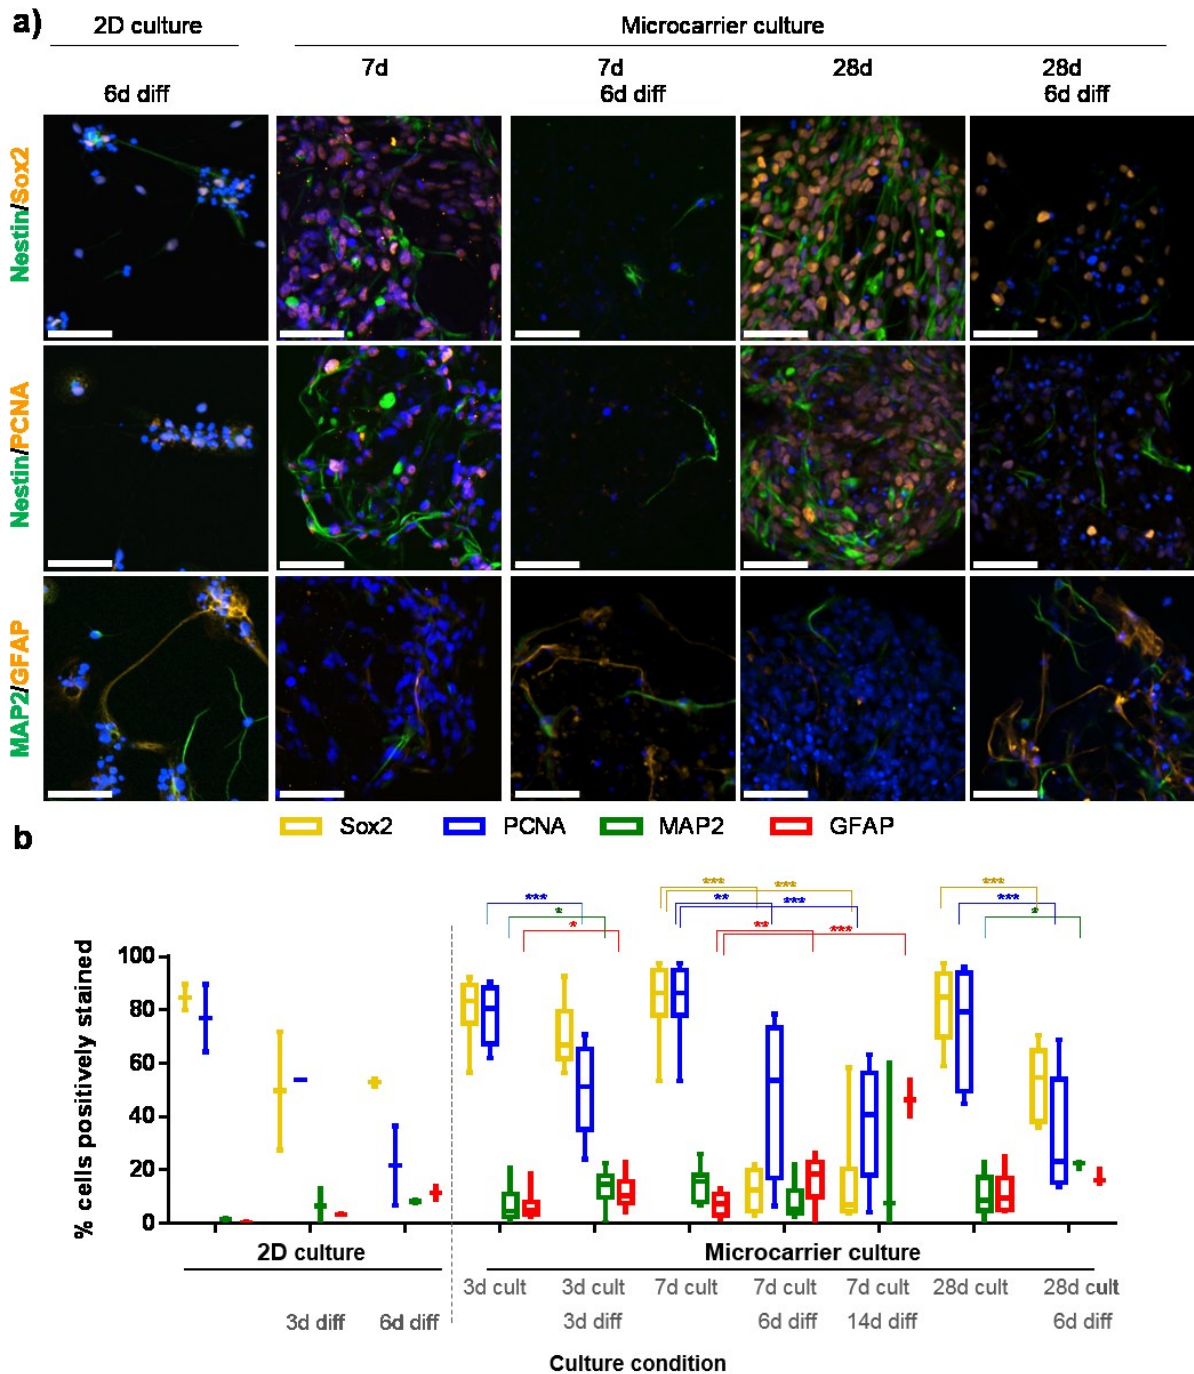 a)
2D culture
Microcarrier culture
6d diff
7d
7d
6d diff
28d
28d
6d diff
Nestin/Sox2
Nestin/PCNA
MAP2/GFAP
b
Sox2
PCNA
MAP2
GFAP
***
*
*
***
***
**
***
**
***
***
***
*
% cells positively stained
100
80
60
40
20
0
2D culture
Microcarrier culture
3d diff
6d diff
3d cult
3d cult
3d diff
7d cult
7d cult
6d diff
7d cult
14d diff
28d cult
28d cult
6d diff
Culture condition